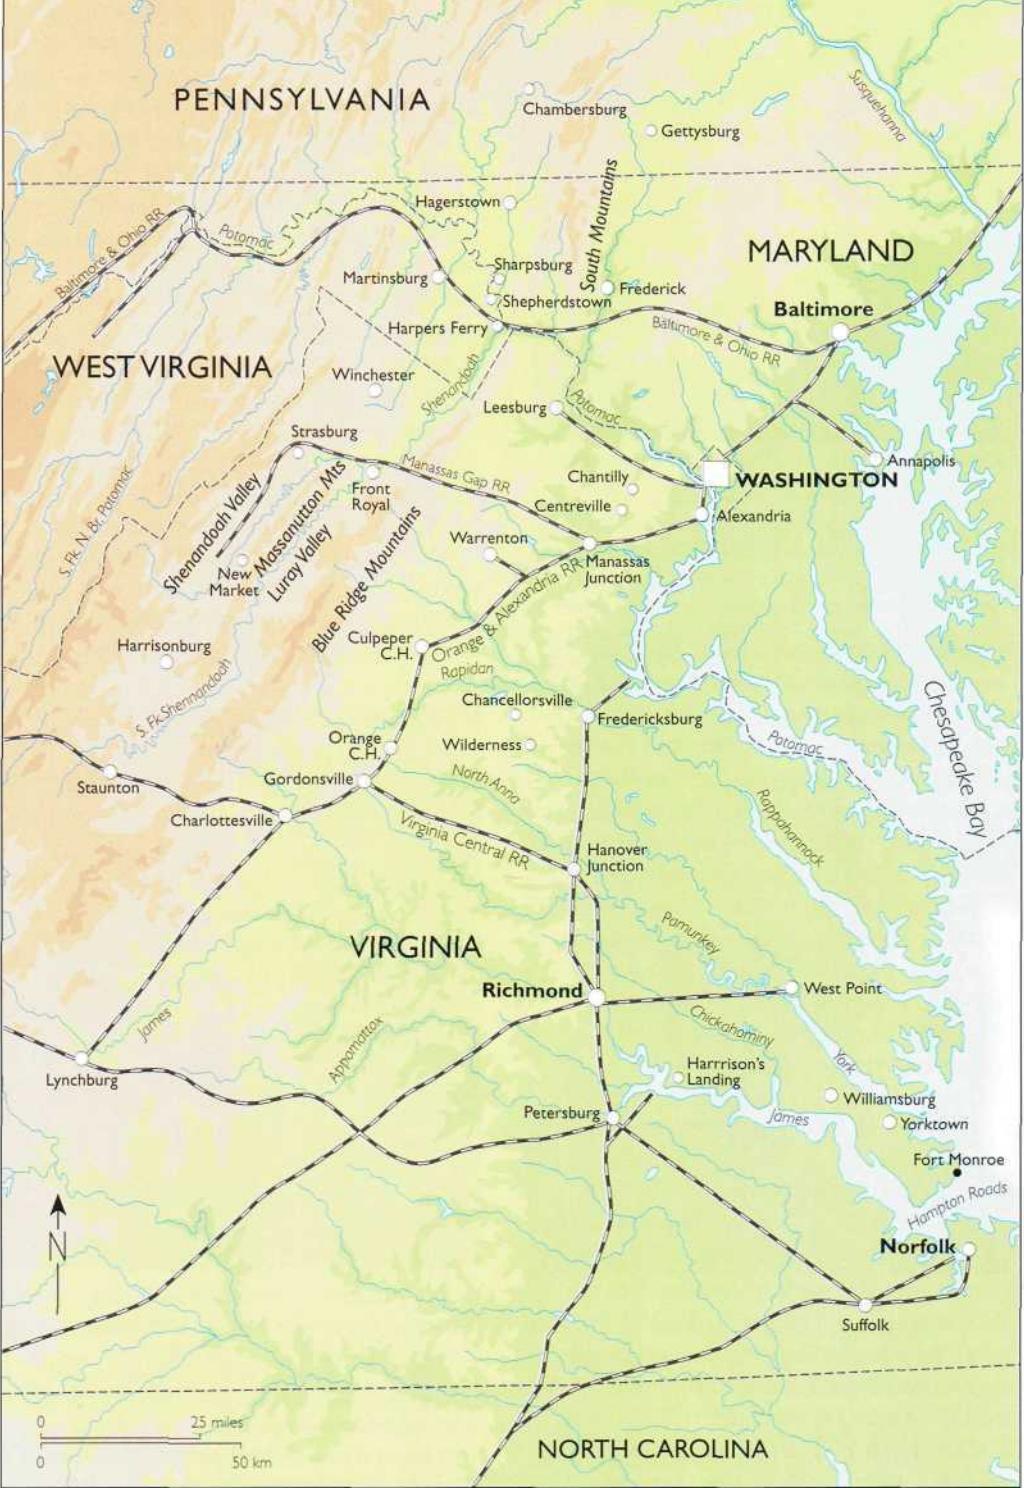 PENNSYLVANIA
Chambersburg
Gettysburg
Susquehanna
Hagerstown
South Mountains
Baltimore & Ohio RR
Potomac
MARYLAND
Martinsburg
Sharpsburg
Shepherdstown
Frederick
Baltimore
Harpers Ferry
Baltimore & Ohio RR
WEST VIRGINIA
Winchester
Shenandoah
Leesburg
Potomac
Strasburg
Manassas Gap RR
Chantilly
WASHINGTON
Annapolis
Front
Royal
Centreville
Alexandria
S. Fk. N. Br. Potomac
Shenandoah Valley
Massanutton Mts
Luray Valley
Blue Ridge Mountains
New
Market
Warrenton
Manassas
Junction
Orange & Alexandria RR
Harrisonburg
Culpeper
C.H.
Rapidan
S. Fk. Shennandoah
Chancellorsville
Fredericksburg
Chesapeake Bay
Orange
C.H.
Wilderness
Potomac
Staunton
Gordonsville
North Anna
Rappahannock
Charlottesville
Virginia Central RR
Hanover
Junction
VIRGINIA
Pamunkey
Richmond
West Point
James
Appomattox
Chickahominy
Lynchburg
Harrrison's
Landing
York
Williamsburg
Petersburg
James
Yorktown
Fort Monroe
Hampton Roads
N
Norfolk
Suffolk
0 25 miles
0 50 km
NORTH CAROLINA